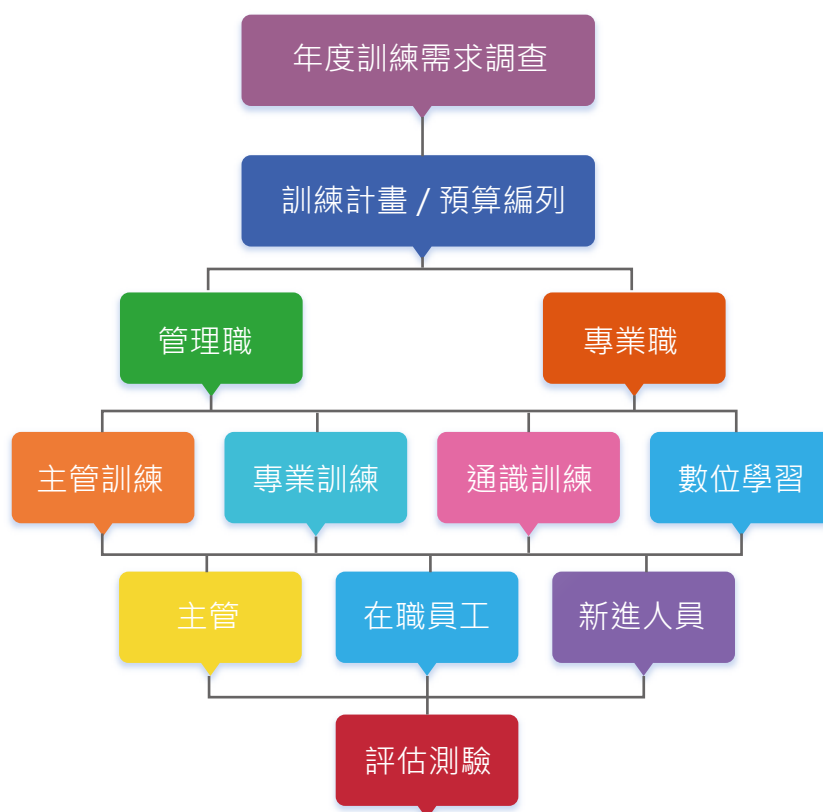 年度訓練需求調查
訓練計畫 / 預算編列
管理職
專業職
主管訓練
專業訓練
通識訓練
數位學習
主管
在職員工
新進人員
評估測驗